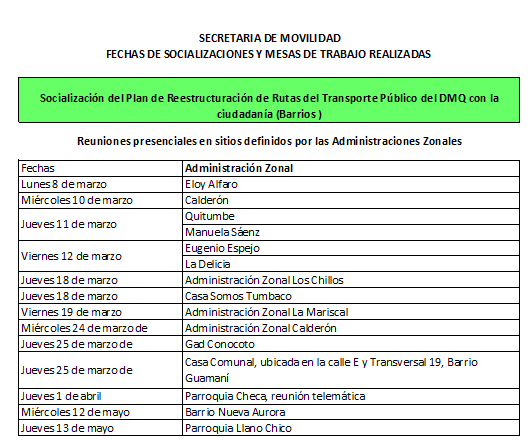 SECRETARIA DE MOVILIDAD
FECHAS DE SOCIALIZACIONES Y MESAS DE TRABAJO REALIZADAS
Socialización del Plan de Reestructuración de Rutas del Transporte Público del DMQ con la
ciudadanía (Barrios )
Reuniones presenciales en sitios definidos por las Administraciones Zonales
Fechas Administración Zonal
Lunes 8 de marzo Eloy Alfaro
Miércoles 10 de marzo Calderón
Jueves 11 de marzo Quitumbe
Manuela Sáenz
Viernes 12 de marzo Eugenio Espejo
La Delicia
Jueves 18 de marzo Administración Zonal Los Chillos
Jueves 18 de marzo Casa Somos Tumbaco
Viernes 19 de marzo Administración Zonal La Mariscal
Miércoles 24 de marzo de Administración Zonal Calderón
Jueves 25 de marzo de Gad Conocoto
Jueves 25 de marzo de Casa Comunal, ubicada en la calle E y Transversal 19, Barrio
Guamaní
Jueves 1 de abril Parroquia Checa, reunión telemática
Miércoles 12 de mayo Barrio Nueva Aurora
Jueves 13 de mayo Parroquia Llano Chico